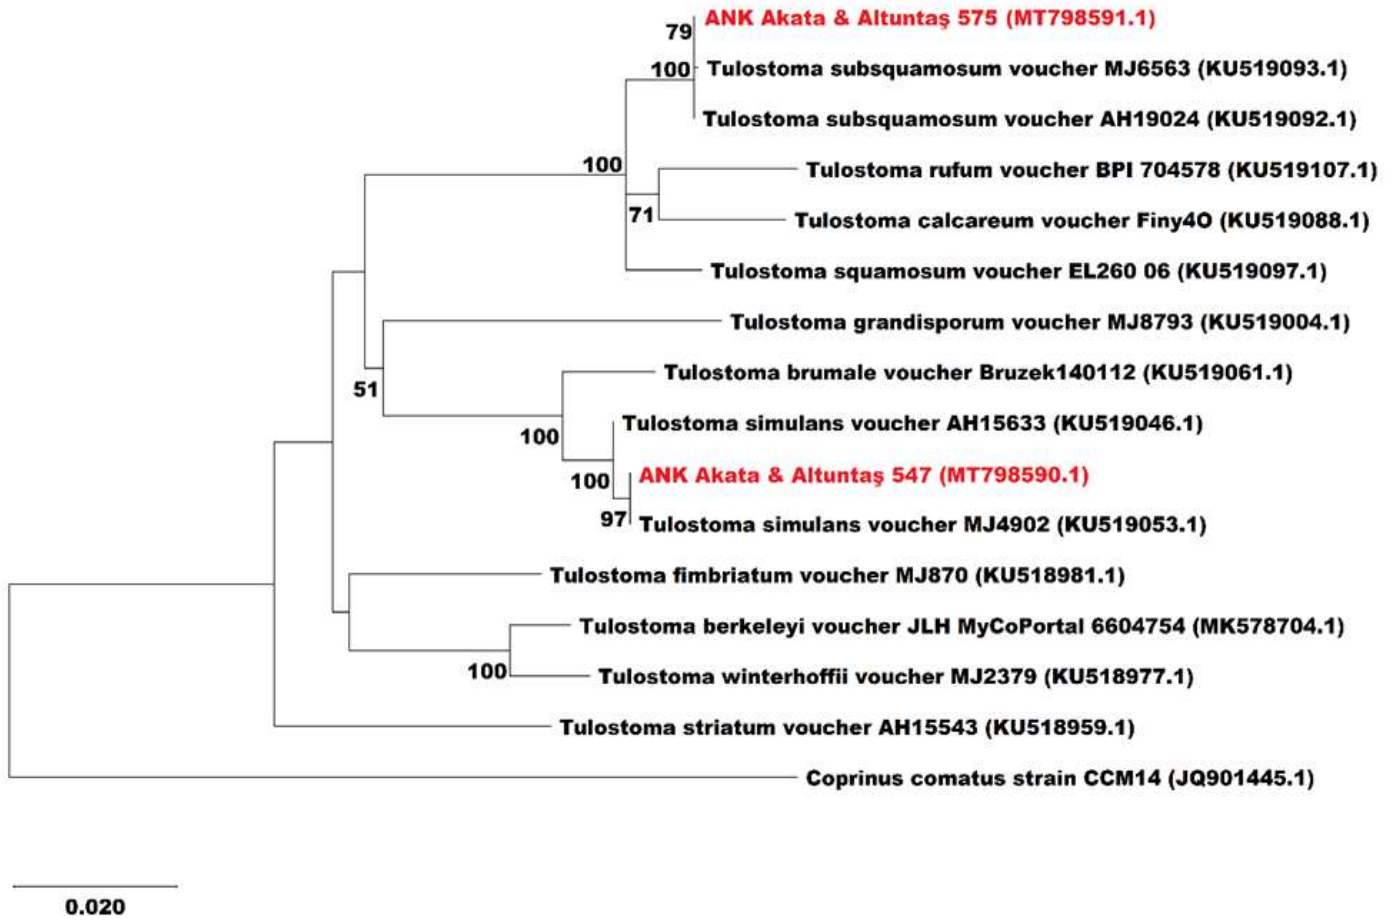 ANK Akata & Altuntaş 575 (MT798591.1)
79
100
Tulostoma subsquamosum voucher MJ6563 (KU519093.1)
Tulostoma subsquamosum voucher AH19024 (KU519092.1)
100
Tulostoma rufum voucher BPI 704578 (KU519107.1)
71
Tulostoma calcareum voucher Finy4O (KU519088.1)
Tulostoma squamosum voucher EL260 06 (KU519097.1)
Tulostoma grandisporum voucher MJ8793 (KU519004.1)
51
Tulostoma brumale voucher Bruzek140112 (KU519061.1)
100
Tulostoma simulans voucher AH15633 (KU519046.1)
100
ANK Akata & Altuntaş 547 (MT798590.1)
97
Tulostoma simulans voucher MJ4902 (KU519053.1)
Tulostoma fimbriatum voucher MJ870 (KU518981.1)
Tulostoma berkeleyi voucher JLH MyCoPortal 6604754 (MK578704.1)
100
Tulostoma winterhoffii voucher MJ2379 (KU518977.1)
Tulostoma striatum voucher AH15543 (KU518959.1)
Coprinus comatus strain CCM14 (JQ901445.1)
0.020